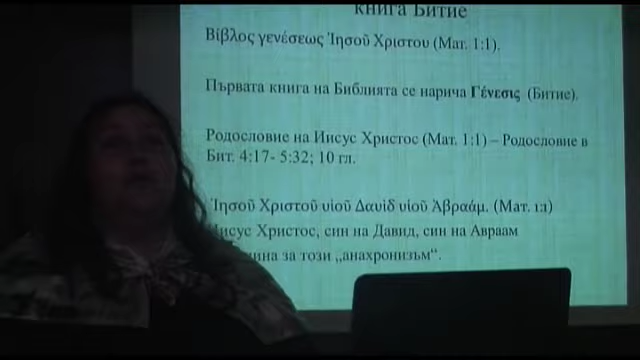 книга Битие
Βίβλος γενέσεως Ἰησοῦ Χριστου (Мат. 1:1).
Първата книга на Библията се нарича Γένεσις (Битие).
Родословие на Иисус Христос (Мат. 1:1) – Родословие в
Бит. 4:17- 5:32; 10 гл.
Ἰησοῦ Χριστοῦ υἱοῦ Δαυὶδ υἱοῦ Ἀβραάμ. (Мат. 1:1)
Иисус Христос, син на Давид, син на Авраам
за този „анахронизъм“.